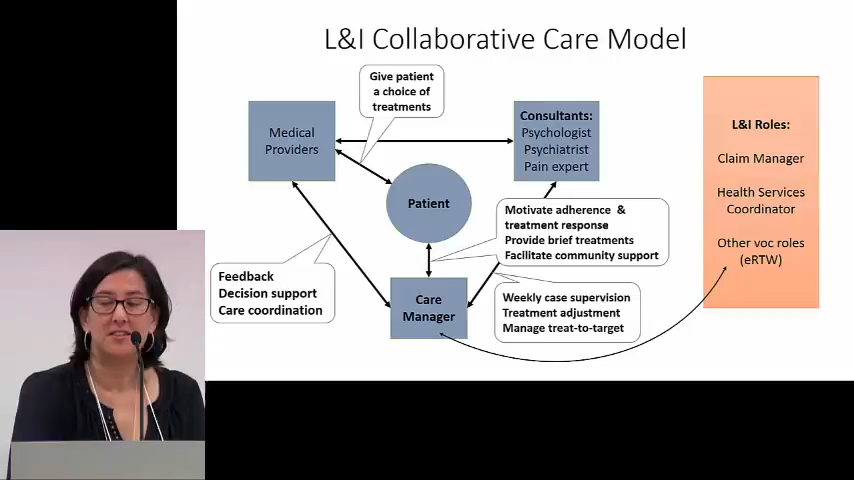 L&I Collaborative Care Model
Give patient
a choice of
treatments
Medical
Providers
Consultants:
Psychologist
Psychiatrist
Pain expert
L&I Roles:
Claim Manager
Health Services
Coordinator
Other voc roles
(eRTW)
Patient
Motivate adherence &
treatment response
Provide brief treatments
Facilitate community support
Feedback
Decision support
Care coordination
Care
Manager
Weekly case supervision
Treatment adjustment
Manage treat-to-target